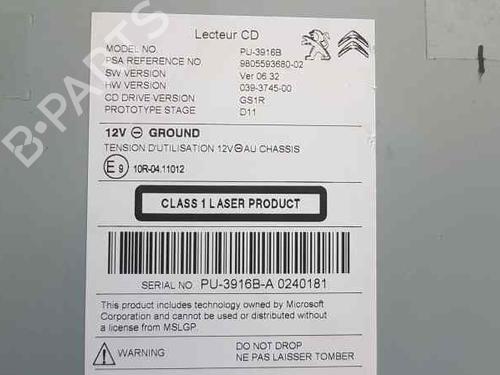 Lecteur CD
MODEL NO. PU-3916B
PSA REFERENCE NO 9805593680-02
SW VERSION Ver 06.32
HW VERSION 039-3745-00
CD DRIVE VERSION GS1R
PROTOTYPE STAGE D11
12V ⊖ GROUND
TENSION D'UTILISATION 12V⊖AU CHASSIS
E 9 10R-04.11012
CLASS 1 LASER PRODUCT
SERIAL NO PU-3916B-A 0240181
This product includes technology owned by Microsoft
Corporation and cannot be used or distributed without
a license from MSLGP.
WARNING DO NOT DROP
NE PAS LAISSER TOMBER
B-PARTS